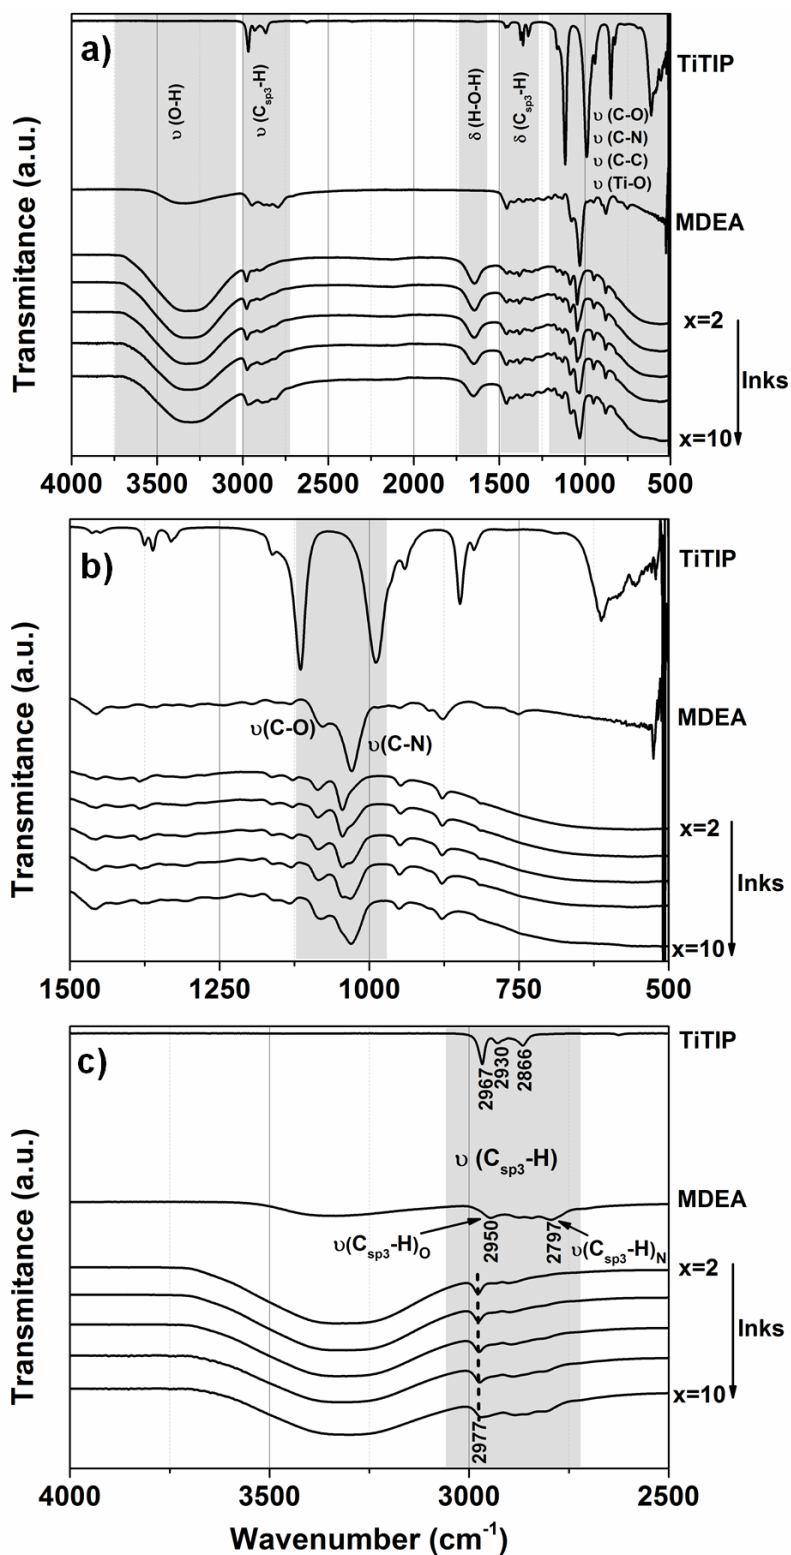 a)
TiTIP
υ (O-H)
υ (Csp3-H)
δ (H-O-H)
δ (Csp3-H)
υ (C-O)
υ (C-N)
υ (C-C)
υ (Ti-O)
MDEA
x=2
Inks
x=10
Transmitance (a.u.)
4000 3500 3000 2500 2000 1500 1000 500
b)
TiTIP
MDEA
υ(C-O)
υ(C-N)
x=2
Inks
x=10
Transmitance (a.u.)
1500 1250 1000 750 500
c)
TiTIP
2967
2930
2866
υ (Csp3-H)
MDEA
υ(Csp3-H)O
2950
2797
υ(Csp3-H)N
x=2
Inks
x=10
2977
Transmitance (a.u.)
4000 3500 3000 2500
Wavenumber (cm-1)